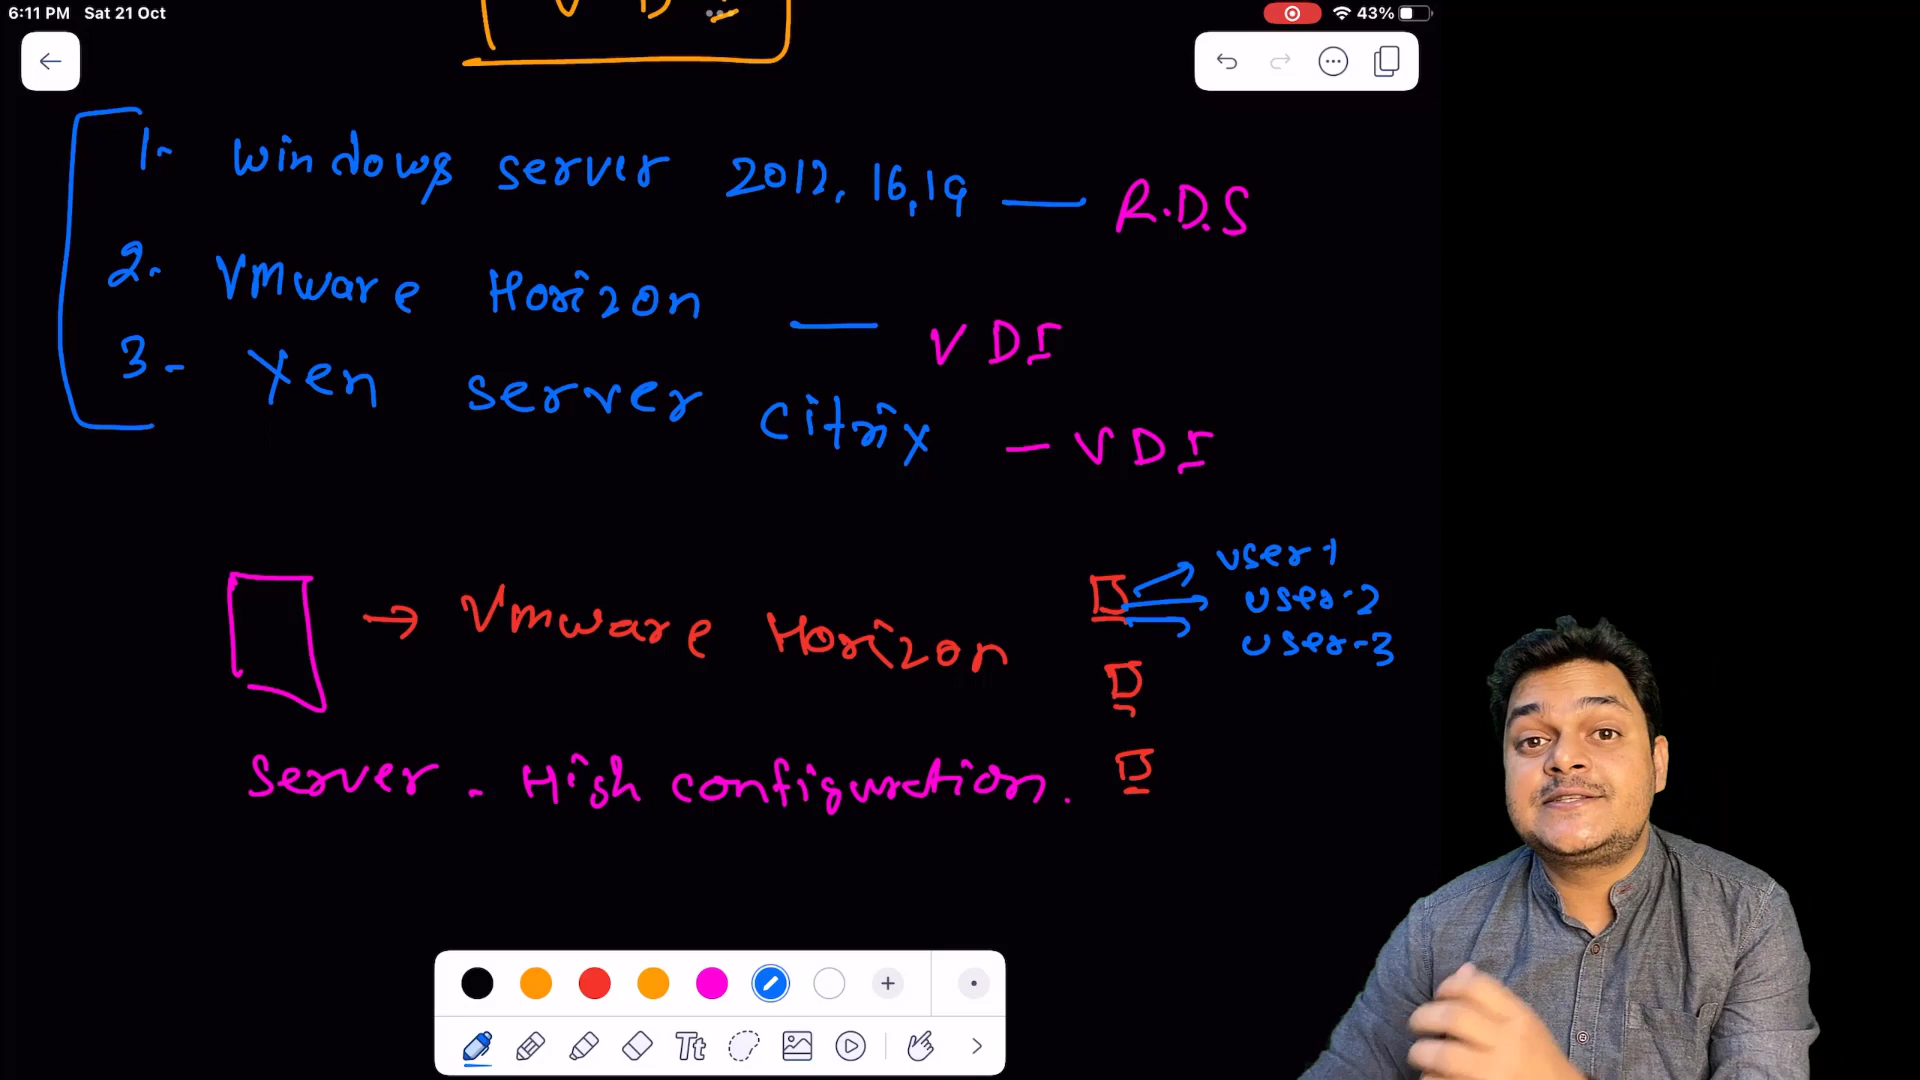 6:11 PM Sat 21 Oct
43%
V D I
1- windows server 2012, 16, 19 — R.D.S
2- Vmware Horizon — VDI
3- Xen server citrix - VDI
user 1
user-2
user-3
→ Vmware Horizon
server - High configuration.
Tt